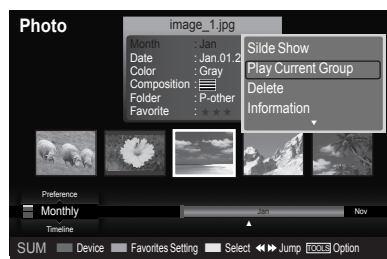 Photo
image_1.jpg
Month : Jan
Date : Jan.01.2
Color : Gray
Composition :
Folder : P-other
Favorite : ★ ★ ★
Silde Show
Play Current Group
Delete
Information
Preference
Monthly
Timeline
Jan
Nov
SUM Device Favorites Setting Select ◀◀ ▶▶ Jump TOOLS Option